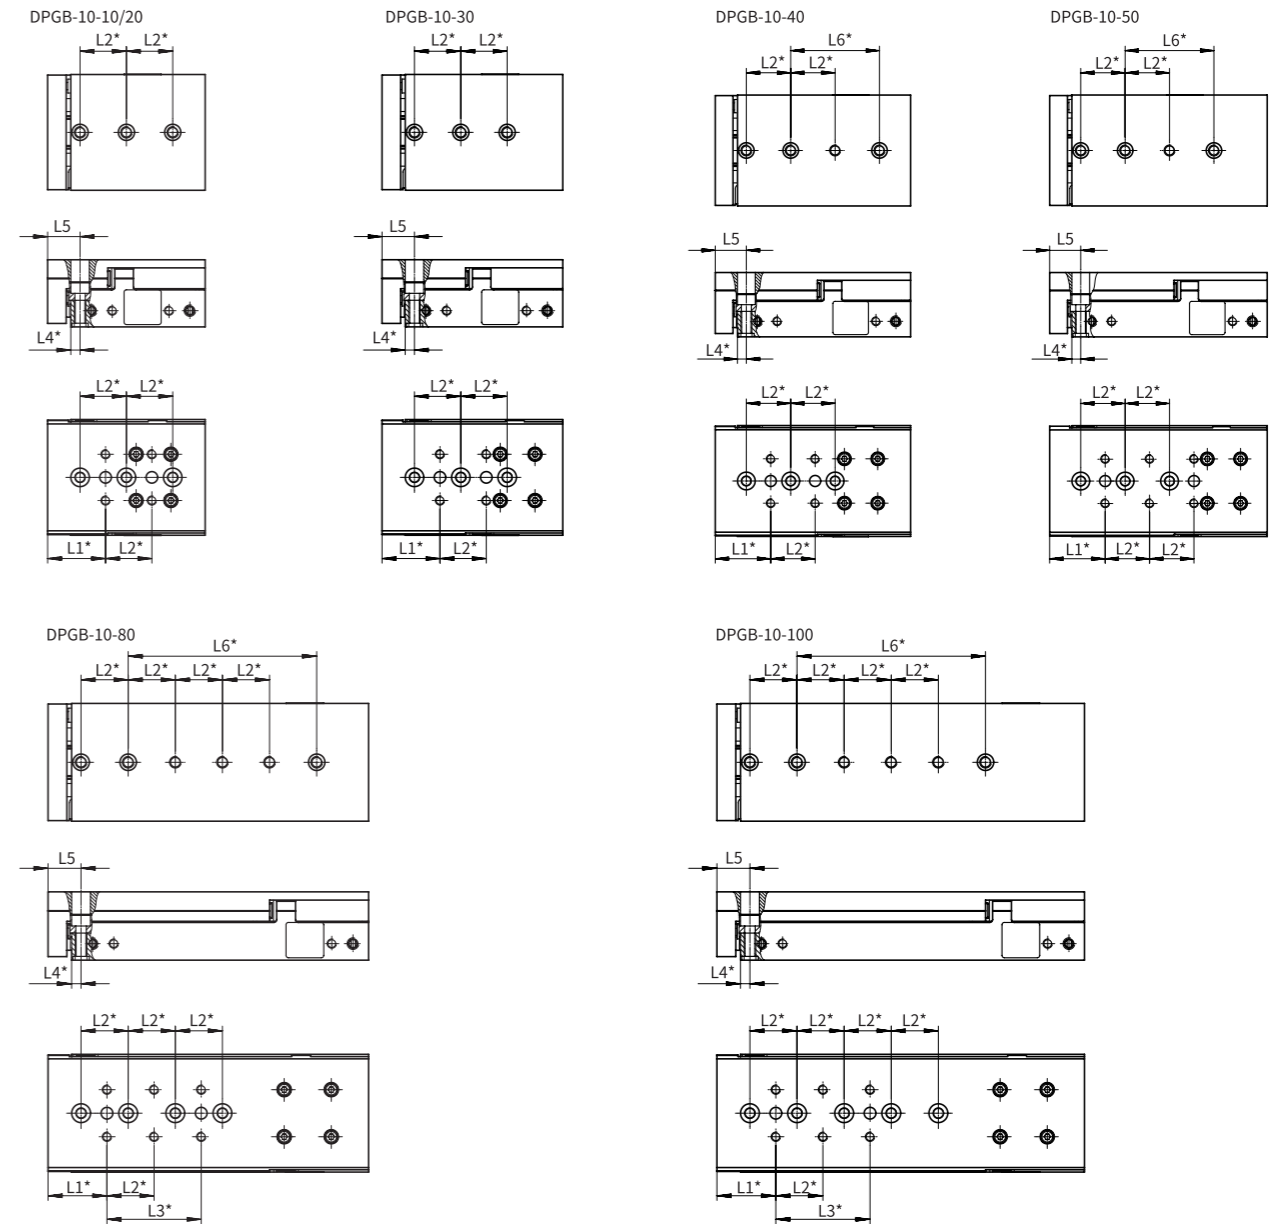 DPGB-10-10/20 DPGB-10-30 DPGB-10-40 DPGB-10-50
L2* L2* L2* L2* L6* L6*
L2* L2* L2* L2*
L5 L5 L5 L5
L4* L4* L4* L4*
L2* L2* L2* L2* L2* L2* L2* L2*
L1* L2* L1* L2* L1* L2* L1* L2* L2*
DPGB-10-80 DPGB-10-100
L6* L6*
L2* L2* L2* L2* L2* L2* L2* L2*
L5 L5
L4* L4*
L2* L2* L2* L2* L2* L2* L2*
L1* L2* L1* L2*
L3* L3*